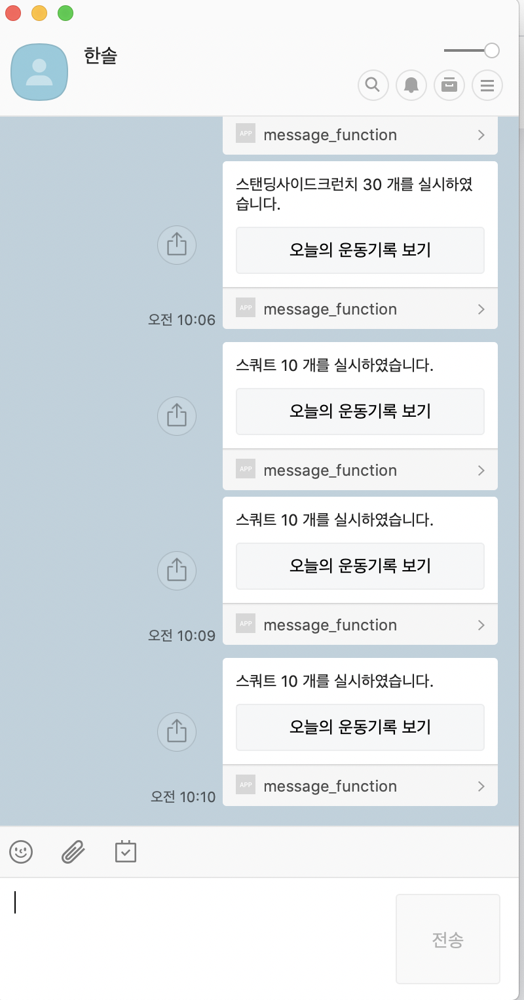 한솔
APP message_function
스탠딩사이드크런치 30 개를 실시하였
습니다.
오늘의 운동기록 보기
APP message_function
오전 10:06
스쿼트 10 개를 실시하였습니다.
오늘의 운동기록 보기
APP message_function
스쿼트 10 개를 실시하였습니다.
오늘의 운동기록 보기
APP message_function
오전 10:09
스쿼트 10 개를 실시하였습니다.
오늘의 운동기록 보기
APP message_function
오전 10:10
전송